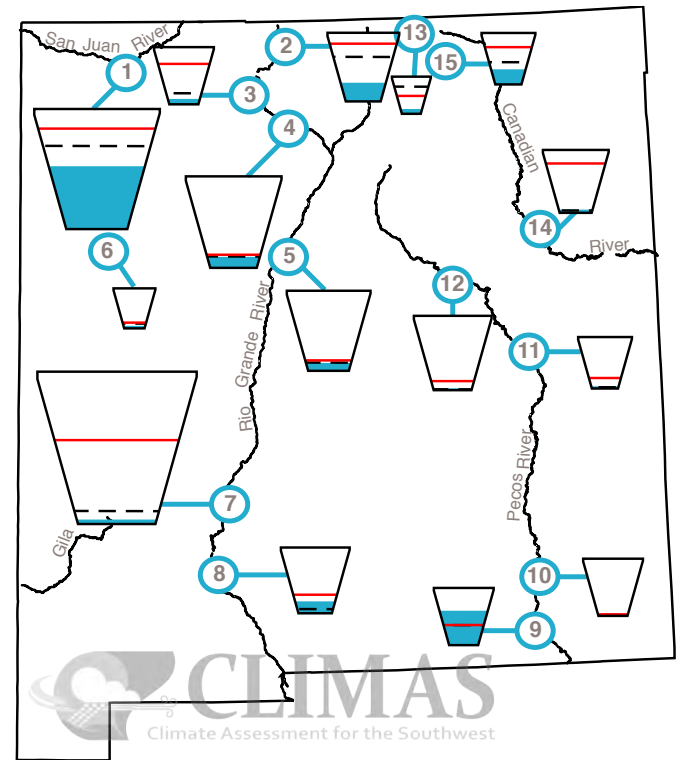 San Juan River
1
2
13
15
3
4
Canadian
14
River
6
5
12
Rio Grande River
11
Pecos River
7
Gila
8
10
9
CLIMAS
Climate Assessment for the Southwest